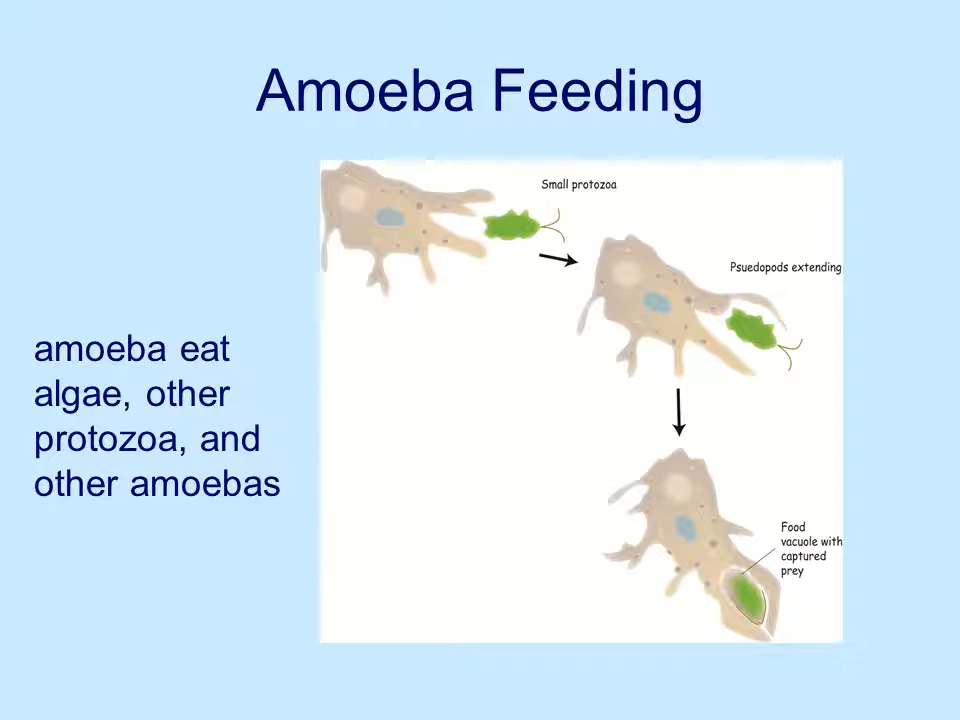 Amoeba Feeding
Small protozoa
Psuedopods extending
amoeba eat
algae, other
protozoa, and
other amoebas
Food
vacuole with
captured
prey